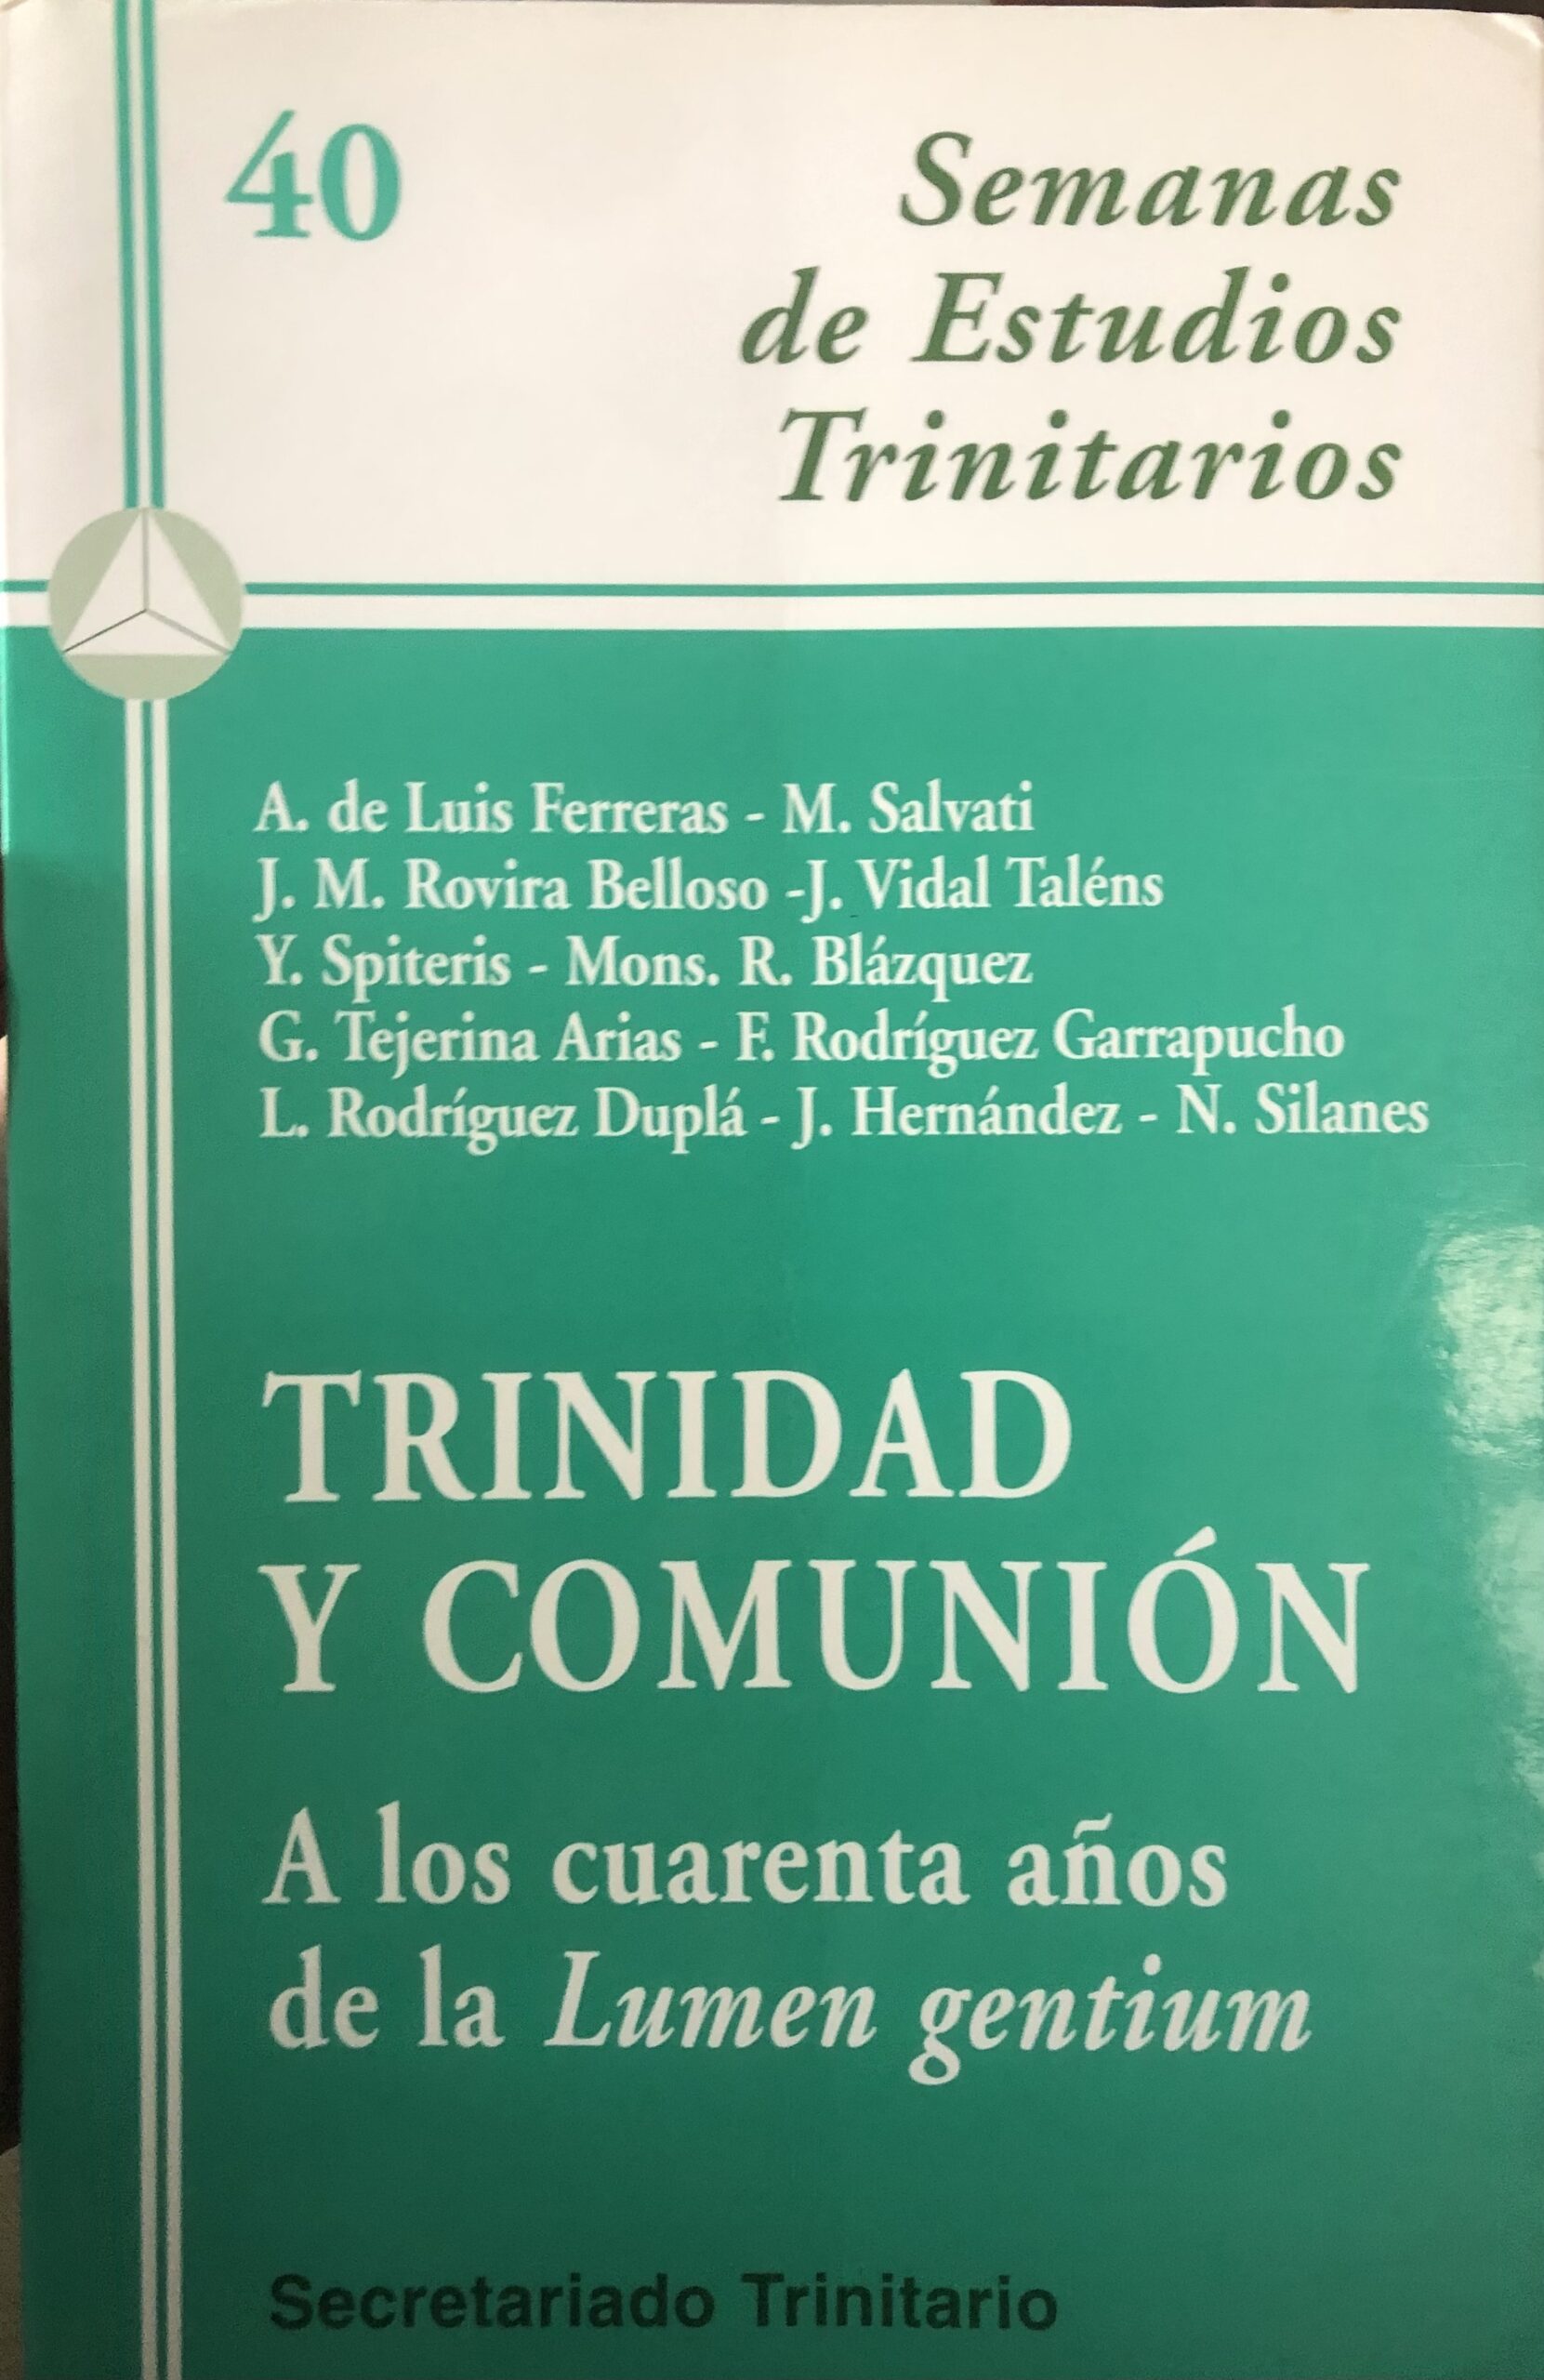 40
Semanas
de Estudios
Trinitarios
A. de Luis Ferreras - M. Salvati
J. M. Rovira Belloso -J. Vidal Taléns
Y. Spiteris - Mons. R. Blázquez
G. Tejerina Arias - F. Rodríguez Garrapucho
L. Rodríguez Duplá - J. Hernández - N. Silanes
TRINIDAD
Y COMUNIÓN
A los cuarenta años
de la Lumen gentium
Secretariado Trinitario